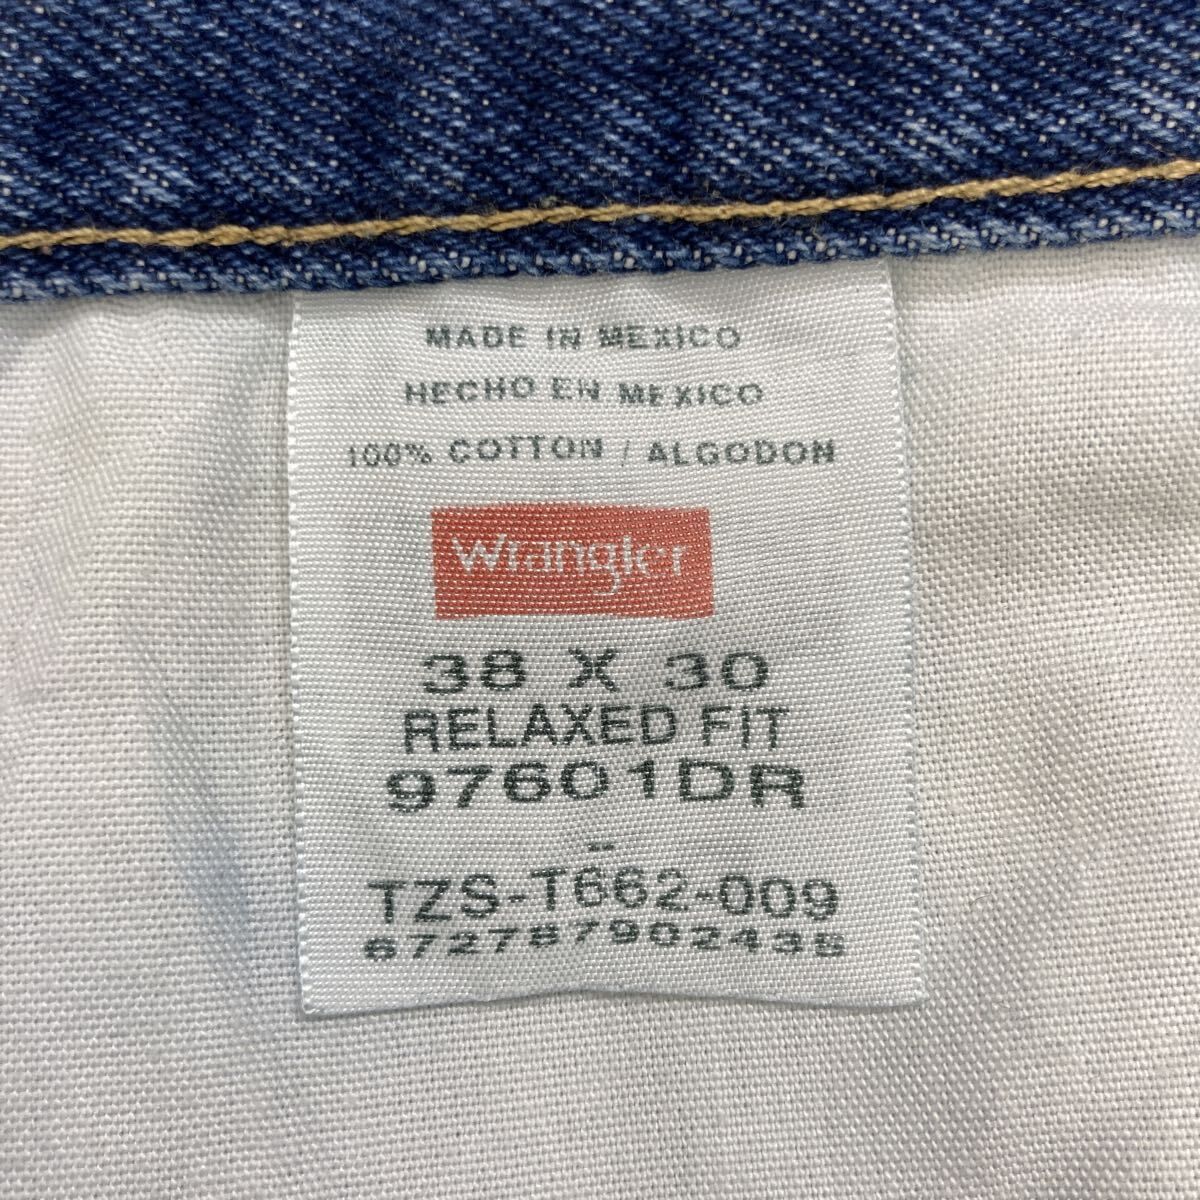 MADE IN MEXICO
HECHO EN MEXICO
100% COTTON / ALGODON
Wrangler
38 X 30
RELAXED FIT
97601DR
-
TZS-T662-009
672787902435